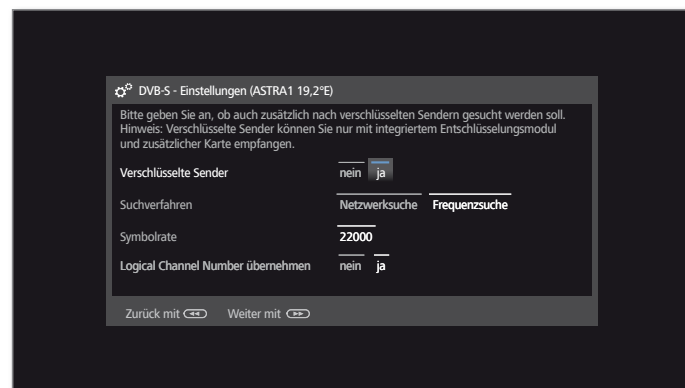 DVB-S - Einstellungen (ASTRA1 19,2°E)
Bitte geben Sie an, ob auch zusätzlich nach verschlüsselten Sendern gesucht werden soll.
Hinweis: Verschlüsselte Sender können Sie nur mit integriertem Entschlüsselungsmodul
und zusätzlicher Karte empfangen.
Verschlüsselte Sender nein ja
Suchverfahren Netzwerksuche Frequenzsuche
Symbolrate 22000
Logical Channel Number übernehmen nein ja
Zurück mit Weiter mit